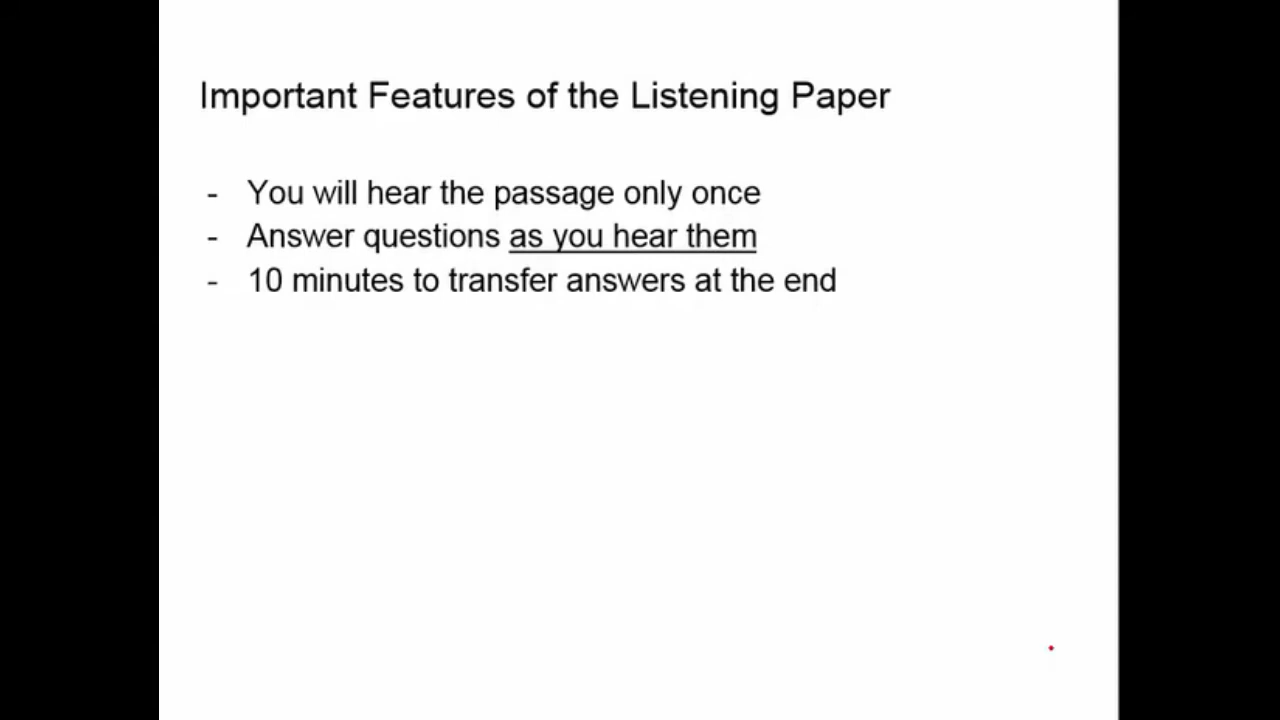 Important Features of the Listening Paper
- You will hear the passage only once
- Answer questions as you hear them
- 10 minutes to transfer answers at the end